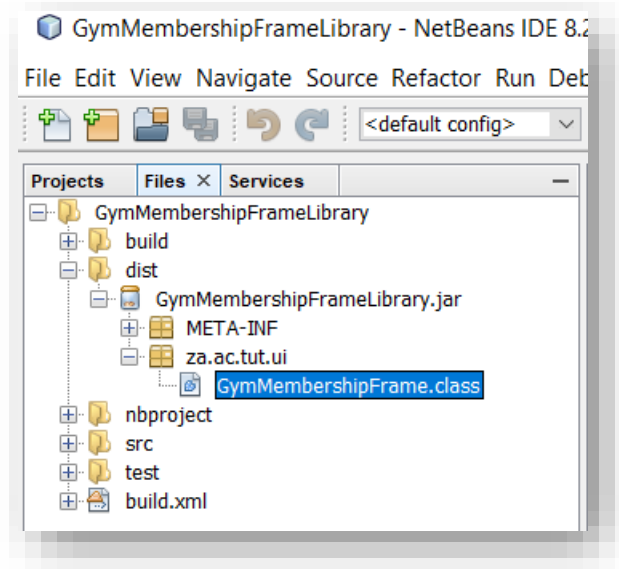 GymMembershipFrameLibrary - NetBeans IDE 8.2
File Edit View Navigate Source Refactor Run Deb
<default config>
Projects Files × Services
GymMembershipFrameLibrary
build
dist
GymMembershipFrameLibrary.jar
META-INF
za.ac.tut.ui
GymMembershipFrame.class
nbproject
src
test
build.xml